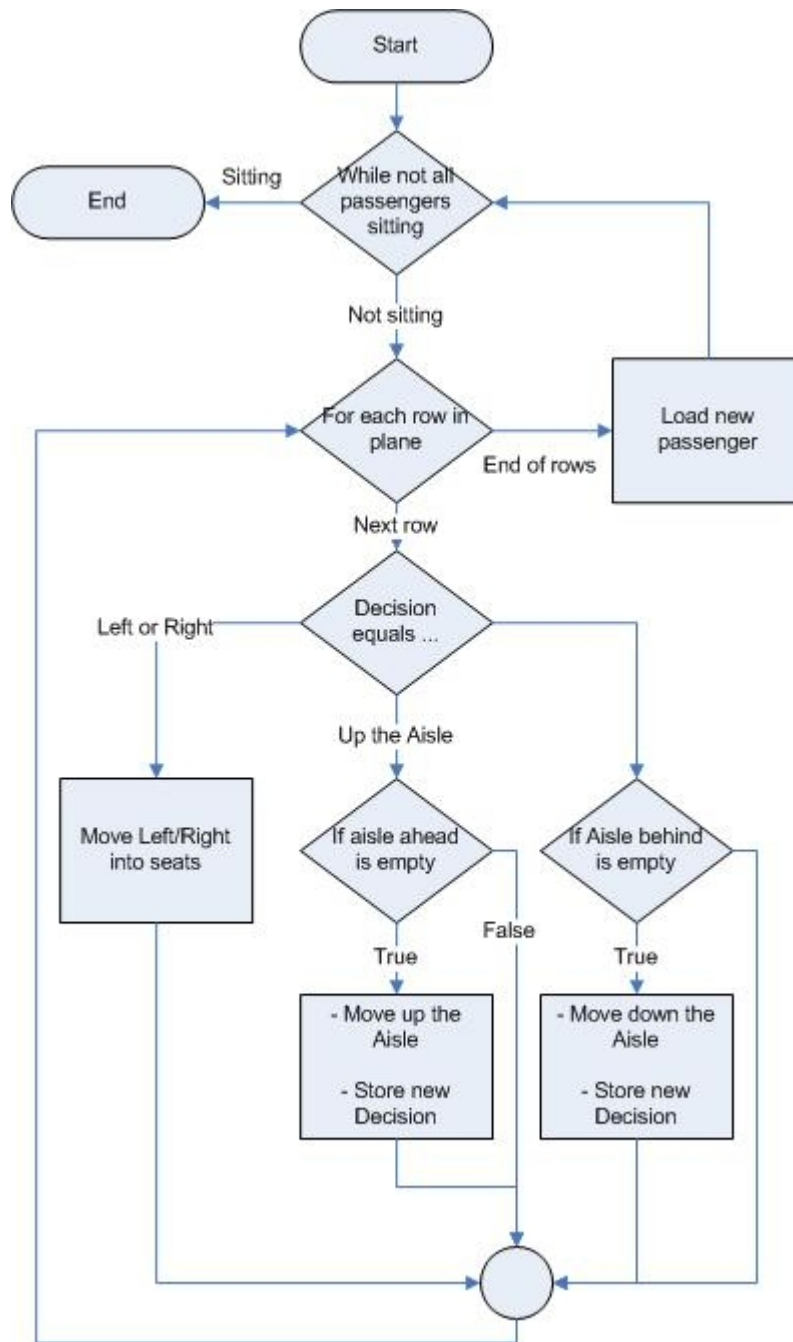 Start
While not all
passengers
sitting
Sitting
End
Not sitting
For each row in
plane
End of rows
Load new
passenger
Next row
Decision
equals ...
Left or Right
Up the Aisle
Move Left/Right
into seats
If aisle ahead
is empty
If Aisle behind
is empty
False
True
True
- Move up the
Aisle
- Store new
Decision
- Move down the
Aisle
- Store new
Decision